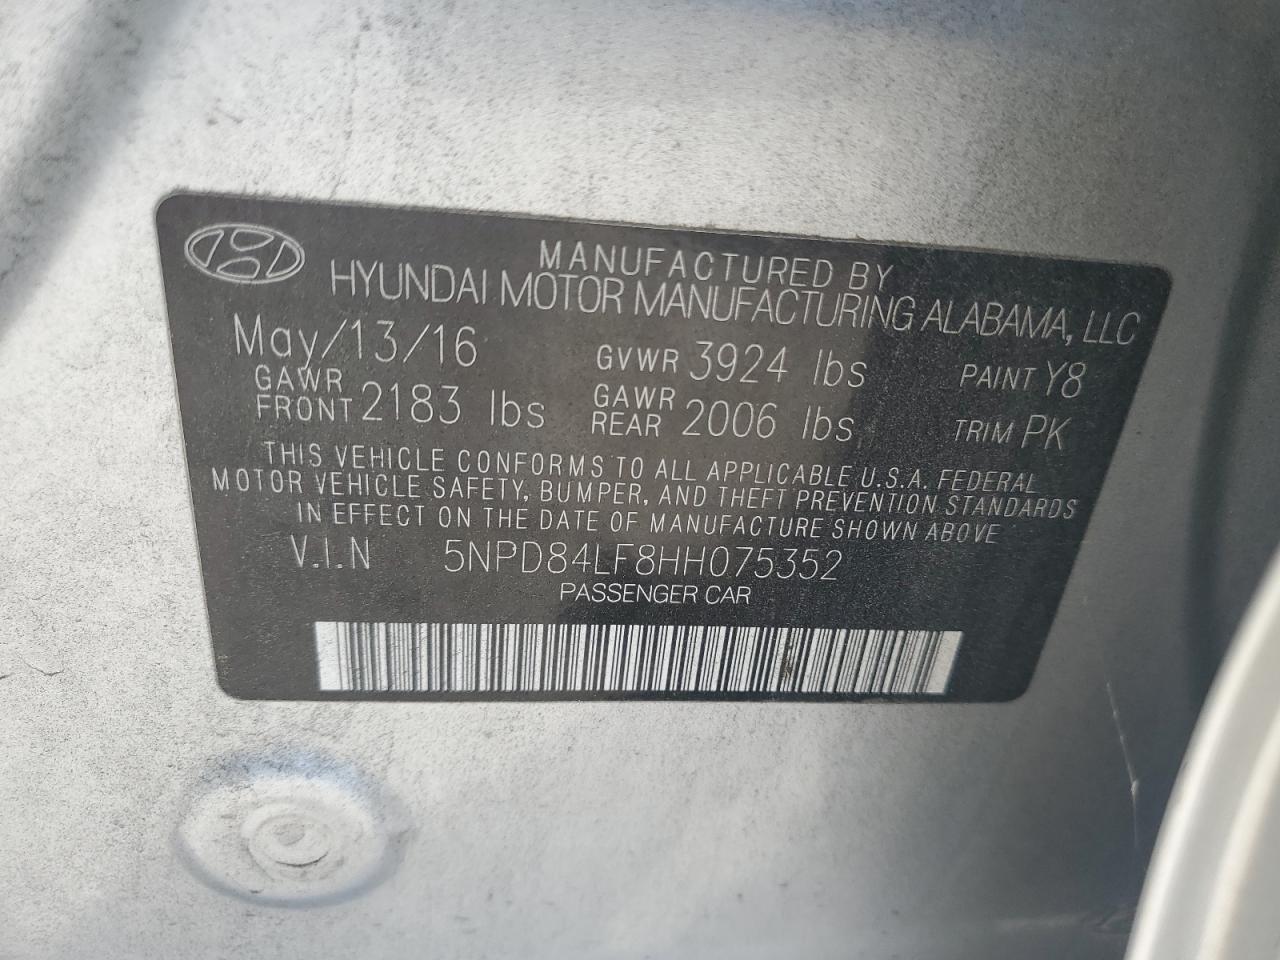 MANUFACTURED BY
HYUNDAI MOTOR MANUFACTURING ALABAMA, LLC
May/13/16 GVWR 3924 lbs PAINT Y8
GAWR FRONT 2183 lbs GAWR REAR 2006 lbs TRIM PK
THIS VEHICLE CONFORMS TO ALL APPLICABLE U.S.A. FEDERAL
MOTOR VEHICLE SAFETY, BUMPER, AND THEFT PREVENTION STANDARDS
IN EFFECT ON THE DATE OF MANUFACTURE SHOWN ABOVE
V.I.N 5NPD84LF8HH075352
PASSENGER CAR